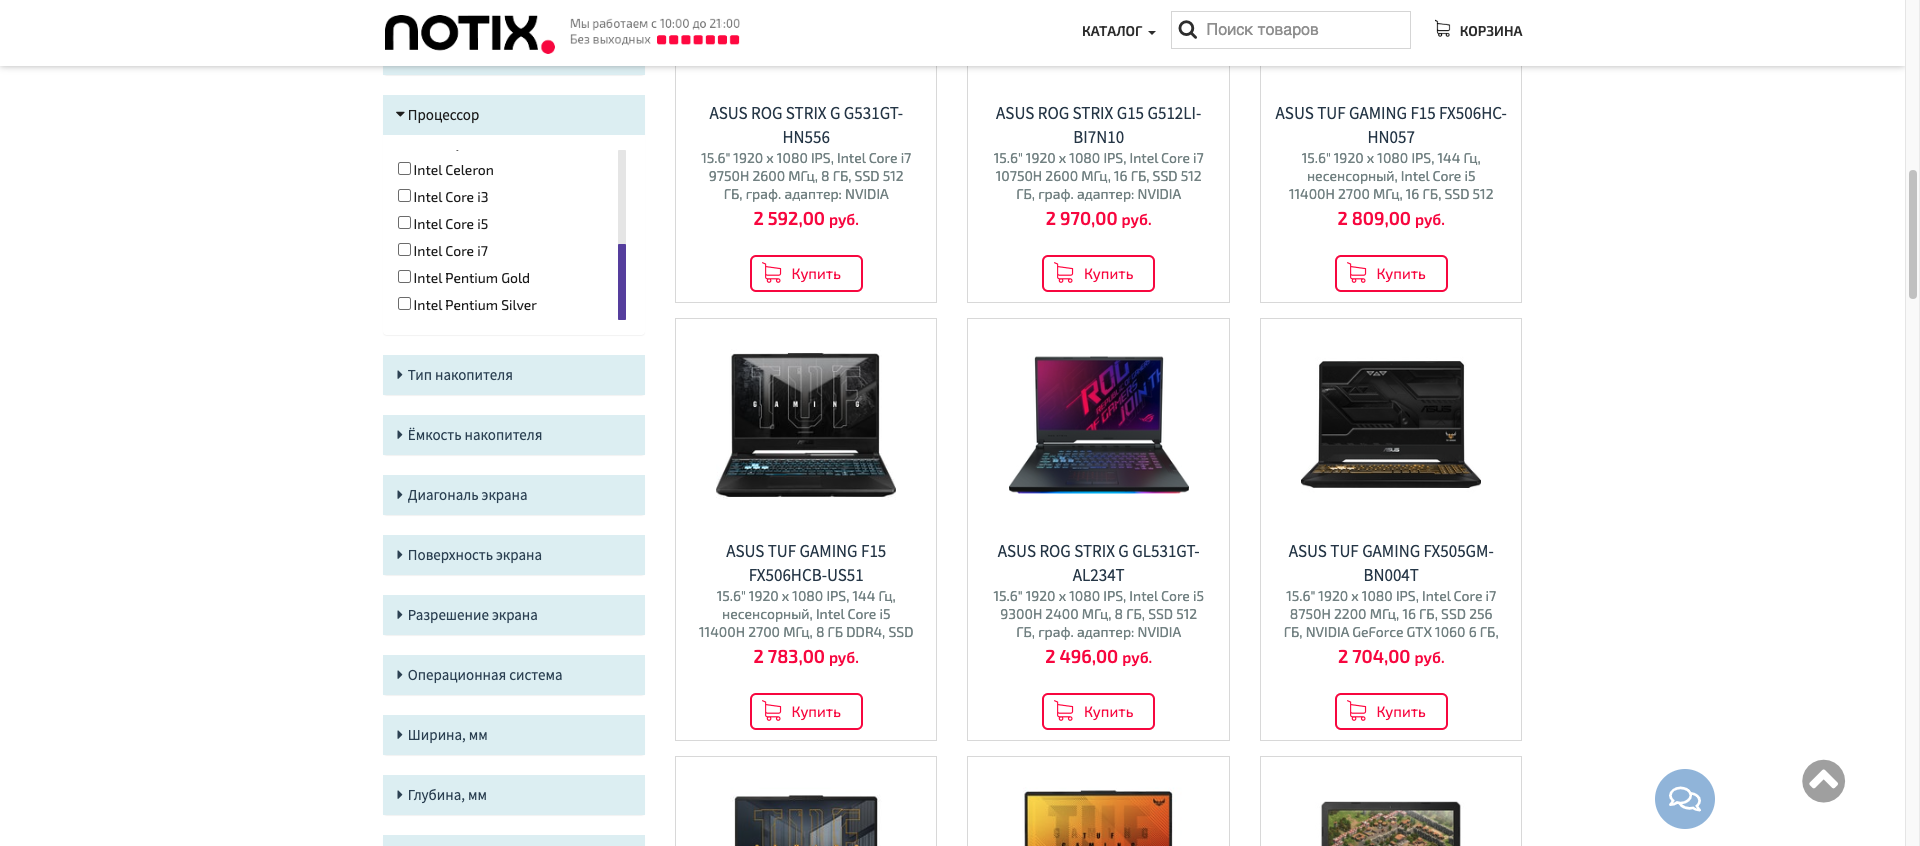 NOTIX.
Мы работаем с 10:00 до 21:00
Без выходных
КАТАЛОГ
Поиск товаров
КОРЗИНА
Процессор
Intel Celeron
Intel Core i3
Intel Core i5
Intel Core i7
Intel Pentium Gold
Intel Pentium Silver
Тип накопителя
Ёмкость накопителя
Диагональ экрана
Поверхность экрана
Разрешение экрана
Операционная система
Ширина, мм
Глубина, мм
ASUS ROG STRIX G G531GT-
HN556
15.6" 1920 x 1080 IPS, Intel Core i7
9750H 2600 МГц, 8 ГБ, SSD 512
ГБ, граф. адаптер: NVIDIA
2 592,00 руб.
Купить
ASUS ROG STRIX G15 G512LI-
BI7N10
15.6" 1920 x 1080 IPS, Intel Core i7
10750H 2600 МГц, 16 ГБ, SSD 512
ГБ, граф. адаптер: NVIDIA
2 970,00 руб.
Купить
ASUS TUF GAMING F15 FX506HC-
HN057
15.6" 1920 x 1080 IPS, 144 Гц,
несенсорный, Intel Core i5
11400H 2700 МГц, 16 ГБ, SSD 512
2 809,00 руб.
Купить
TUF
GAMING
ASUS TUF GAMING F15
FX506HCB-US51
15.6" 1920 x 1080 IPS, 144 Гц,
несенсорный, Intel Core i5
11400H 2700 МГц, 8 ГБ DDR4, SSD
2 783,00 руб.
Купить
ROG
REPUBLIC OF GAMERS
JOIN TH
ASUS ROG STRIX G GL531GT-
AL234T
15.6" 1920 x 1080 IPS, Intel Core i5
9300H 2400 МГц, 8 ГБ, SSD 512
ГБ, граф. адаптер: NVIDIA
2 496,00 руб.
Купить
ASUS
ASUS TUF GAMING FX505GM-
BN004T
15.6" 1920 x 1080 IPS, Intel Core i7
8750H 2200 МГц, 16 ГБ, SSD 256
ГБ, NVIDIA GeForce GTX 1060 6 ГБ,
2 704,00 руб.
Купить
TUF
TUF